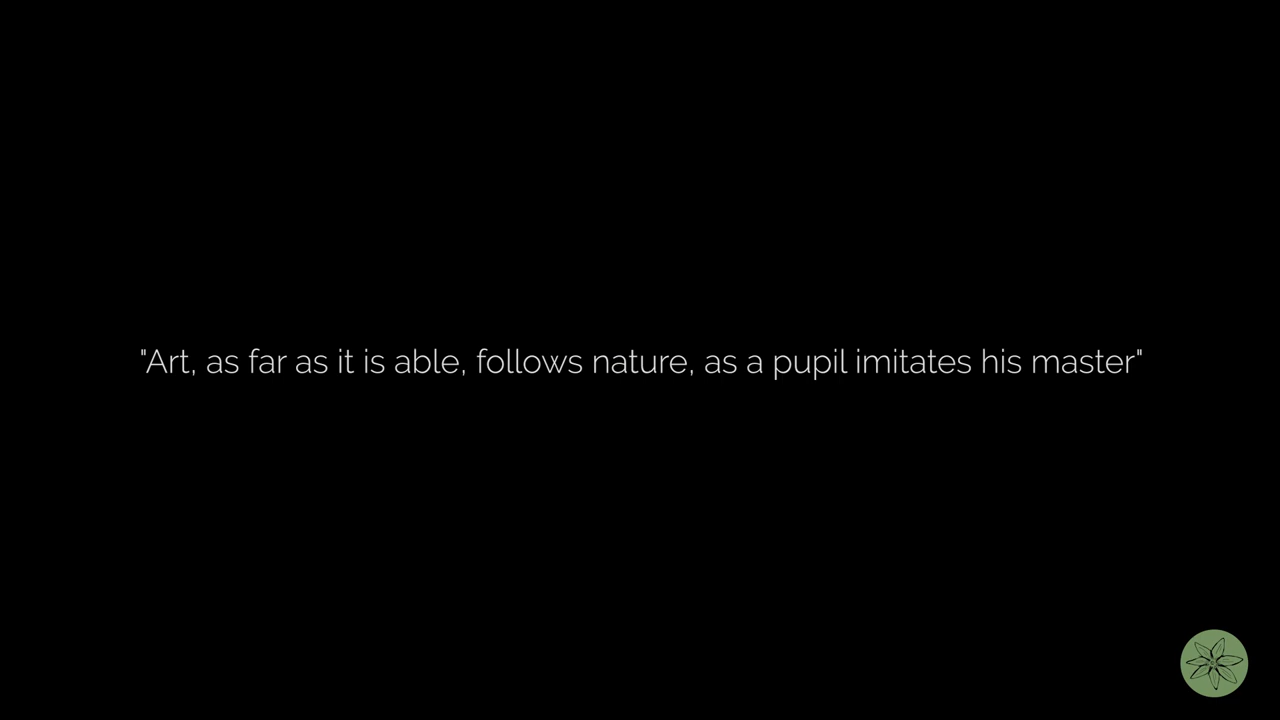 "Art, as far as it is able, follows nature, as a pupil imitates his master"